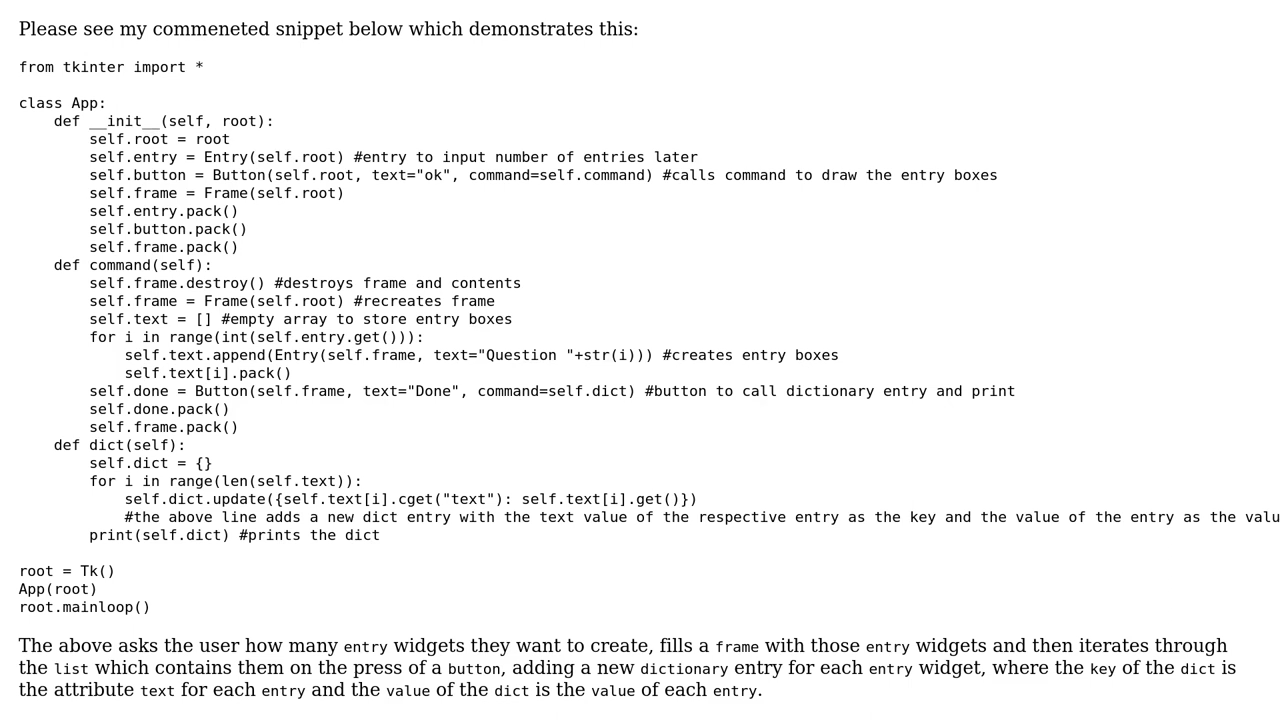 Please see my commeneted snippet below which demonstrates this:
from tkinter import *
class App:
    def __init__(self, root):
        self.root = root
        self.entry = Entry(self.root) #entry to input number of entries later
        self.button = Button(self.root, text="ok", command=self.command) #calls command to draw the entry boxes
        self.frame = Frame(self.root)
        self.entry.pack()
        self.button.pack()
        self.frame.pack()
    def command(self):
        self.frame.destroy() #destroys frame and contents
        self.frame = Frame(self.root) #recreates frame
        self.text = [] #empty array to store entry boxes
        for i in range(int(self.entry.get())):
            self.text.append(Entry(self.frame, text="Question "+str(i))) #creates entry boxes
            self.text[i].pack()
        self.done = Button(self.frame, text="Done", command=self.dict) #button to call dictionary entry and print
        self.done.pack()
        self.frame.pack()
    def dict(self):
        self.dict = {}
        for i in range(len(self.text)):
            self.dict.update({self.text[i].cget("text"): self.text[i].get()})
            #the above line adds a new dict entry with the text value of the respective entry as the key and the value of the entry as the valu
        print(self.dict) #prints the dict
root = Tk()
App(root)
root.mainloop()
The above asks the user how many entry widgets they want to create, fills a frame with those entry widgets and then iterates through
the list which contains them on the press of a button, adding a new dictionary entry for each entry widget, where the key of the dict is
the attribute text for each entry and the value of the dict is the value of each entry.